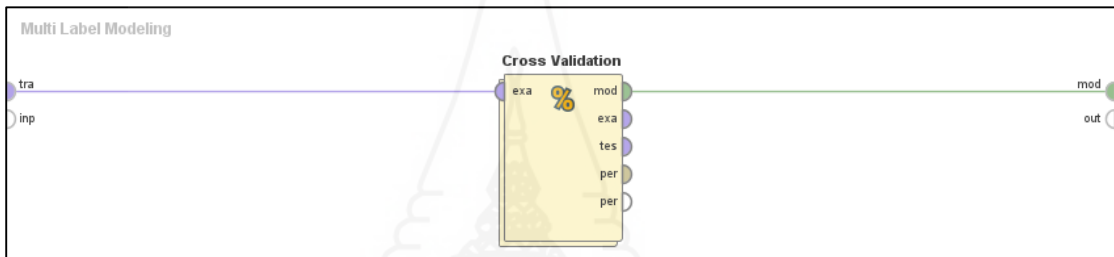 Multi Label Modeling
Cross Validation
tra
exa
mod
mod
inp
exa
out
tes
per
per